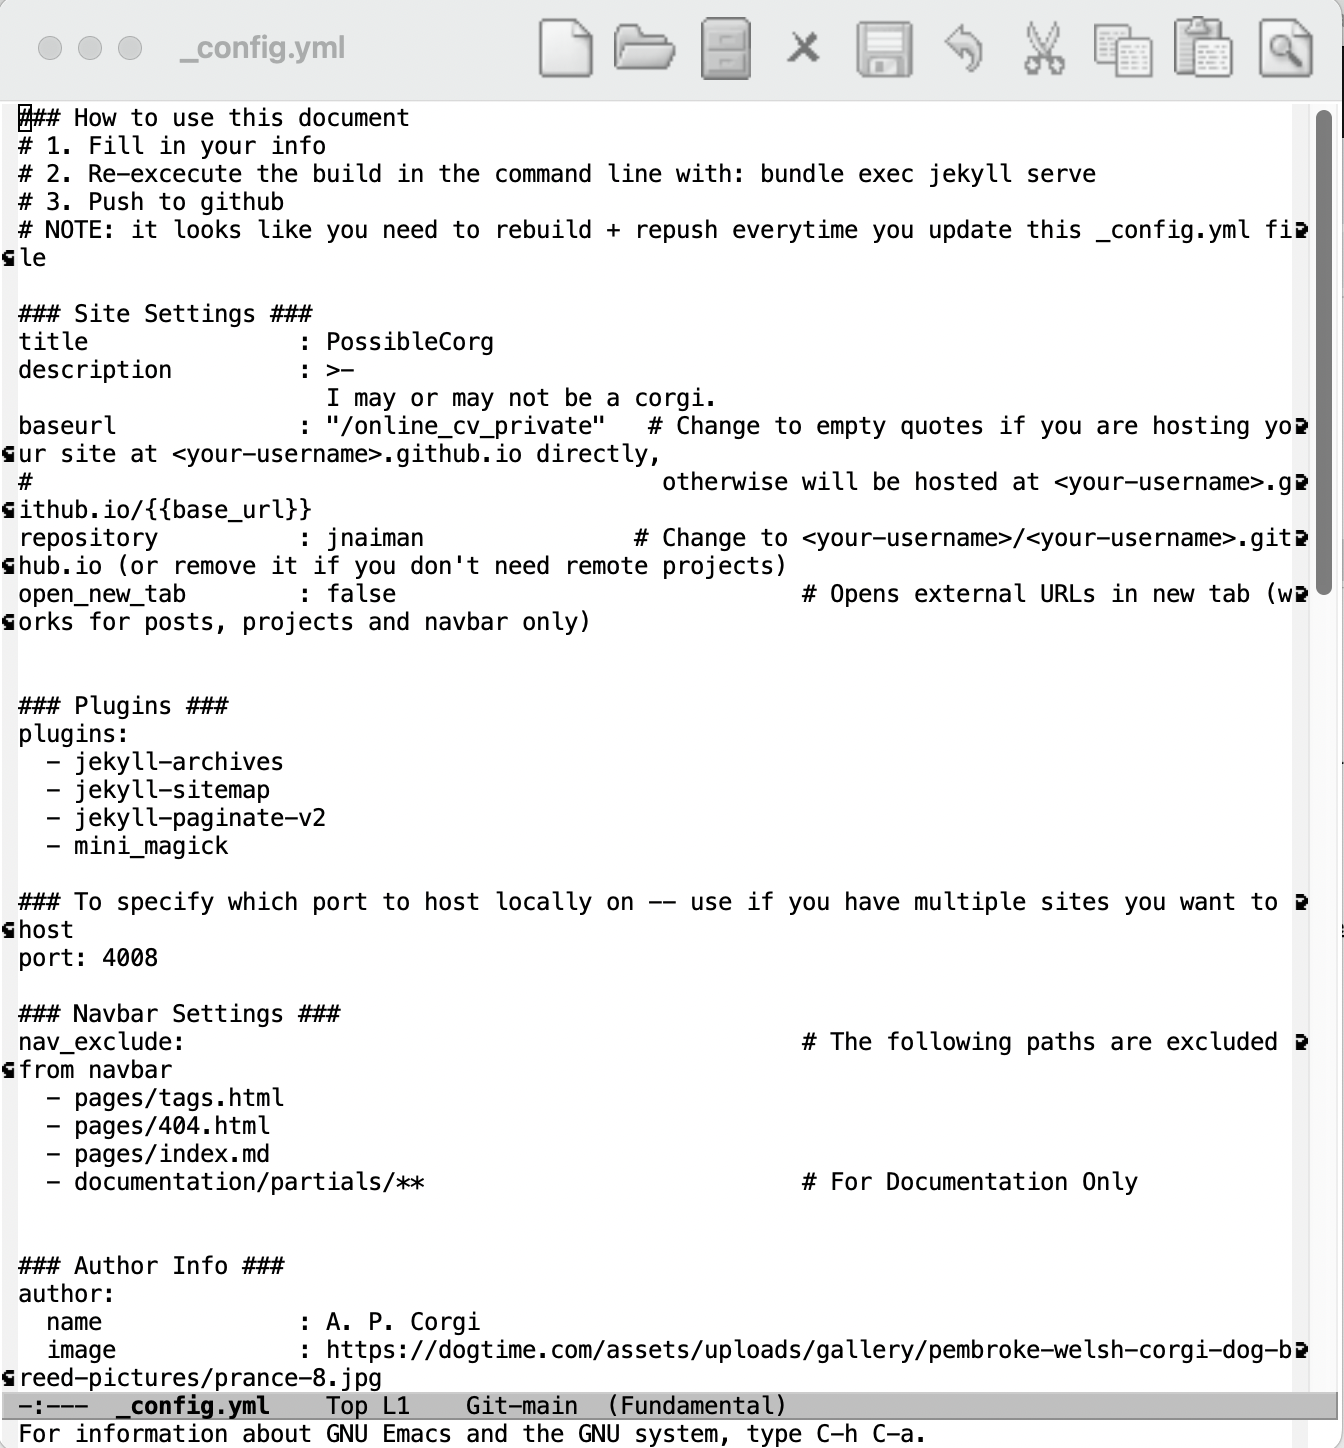 _config.yml
### How to use this document
# 1. Fill in your info
# 2. Re-excecute the build in the command line with: bundle exec jekyll serve
# 3. Push to github
# NOTE: it looks like you need to rebuild + repush everytime you update this _config.yml fi
le
### Site Settings ###
title               : PossibleCorg
description         : >-
                      I may or may not be a corgi.
baseurl             : "/online_cv_private"   # Change to empty quotes if you are hosting yo
ur site at <your-username>.github.io directly,
#                                             otherwise will be hosted at <your-username>.g
ithub.io/{{base_url}}
repository          : jnaiman               # Change to <your-username>/<your-username>.git
hub.io (or remove it if you don't need remote projects)
open_new_tab        : false                             # Opens external URLs in new tab (w
orks for posts, projects and navbar only)
### Plugins ###
plugins:
  - jekyll-archives
  - jekyll-sitemap
  - jekyll-paginate-v2
  - mini_magick
### To specify which port to host locally on -- use if you have multiple sites you want to
host
port: 4008
### Navbar Settings ###
nav_exclude:                                            # The following paths are excluded
from navbar
  - pages/tags.html
  - pages/404.html
  - pages/index.md
  - documentation/partials/**                           # For Documentation Only
### Author Info ###
author:
  name              : A. P. Corgi
  image             : https://dogtime.com/assets/uploads/gallery/pembroke-welsh-corgi-dog-b
reed-pictures/prance-8.jpg
-:---  _config.yml    Top L1    Git-main  (Fundamental)
For information about GNU Emacs and the GNU system, type C-h C-a.